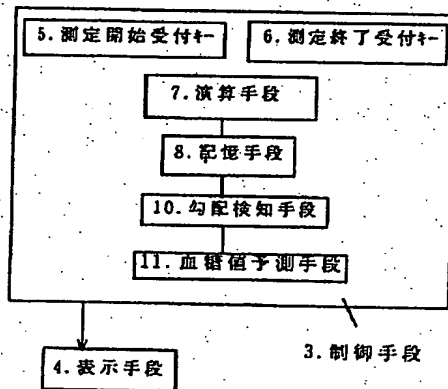 5.測定開始受付キー
6.測定終了受付キー
7.演算手段
8.記憶手段
10.勾配検知手段
11.血糖値予測手段
3.制御手段
4.表示手段